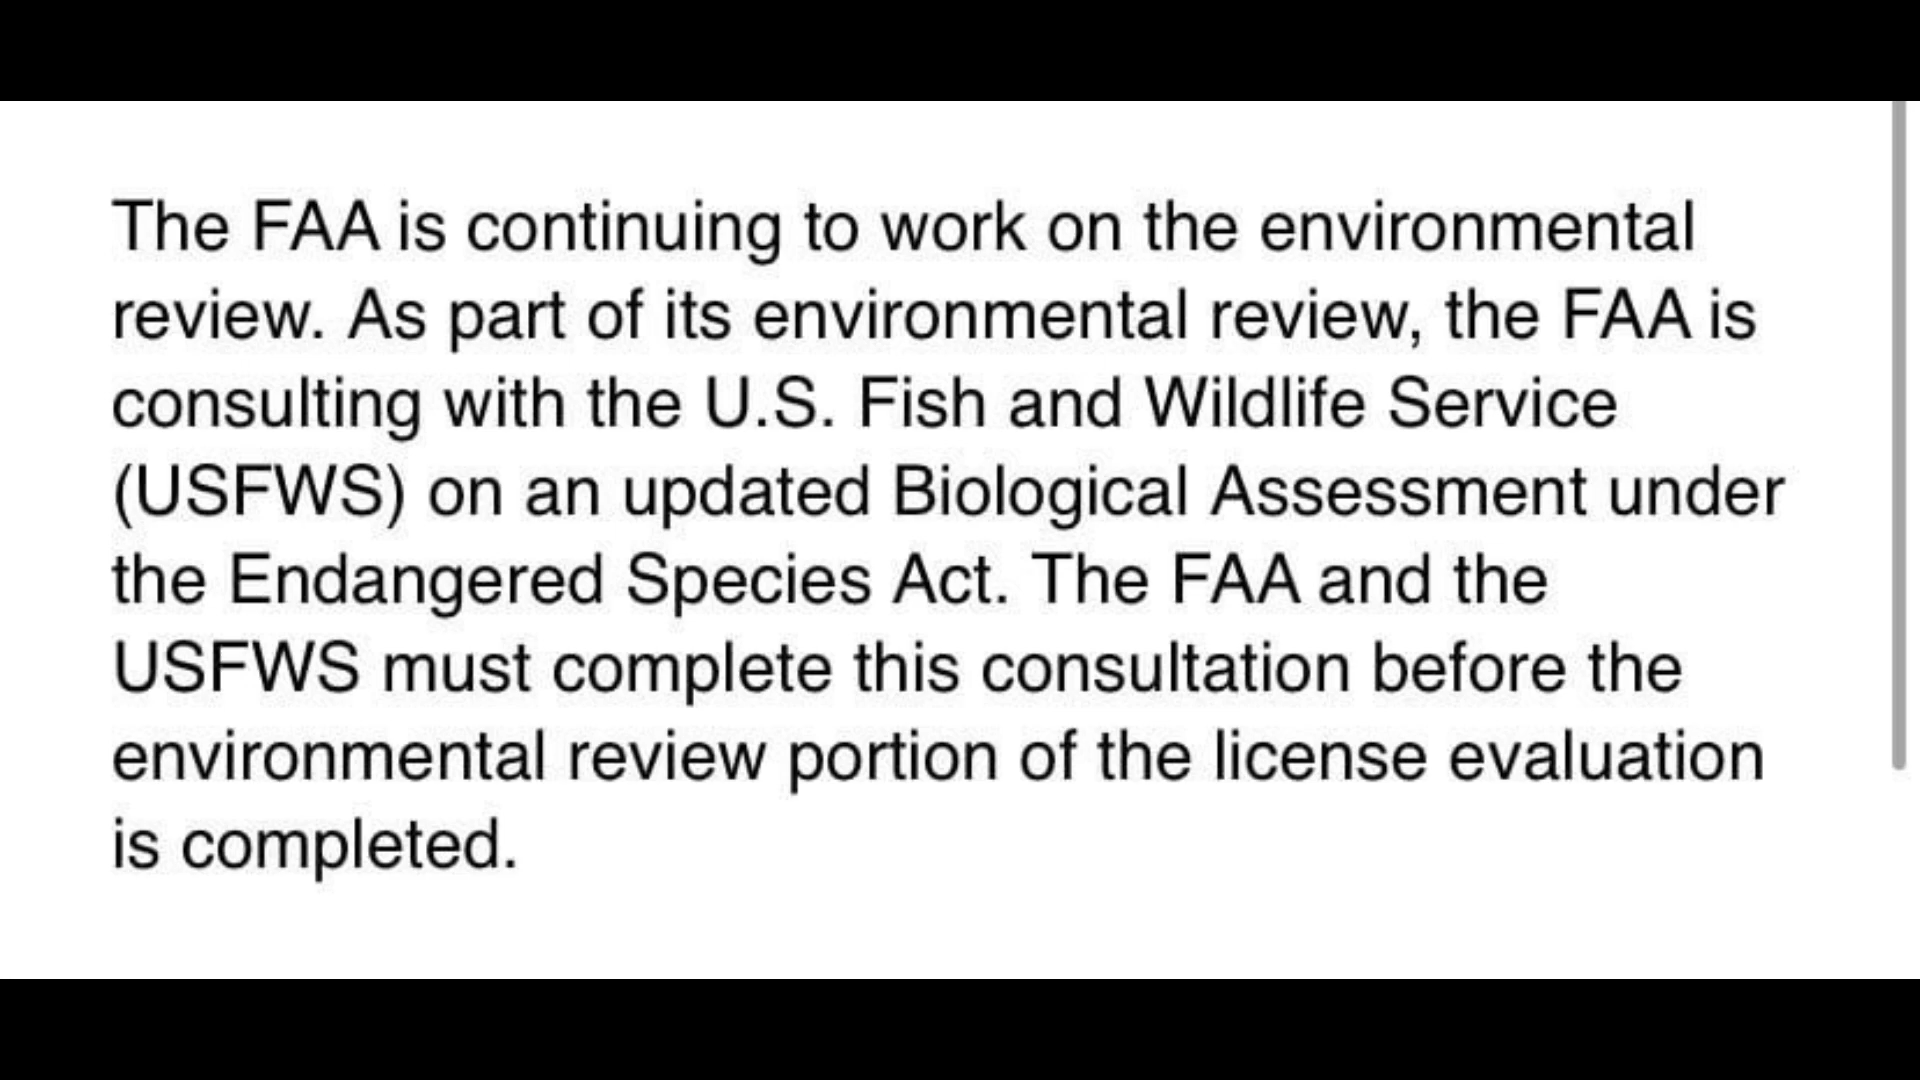 The FAA is continuing to work on the environmental
review. As part of its environmental review, the FAA is
consulting with the U.S. Fish and Wildlife Service
(USFWS) on an updated Biological Assessment under
the Endangered Species Act. The FAA and the
USFWS must complete this consultation before the
environmental review portion of the license evaluation
is completed.